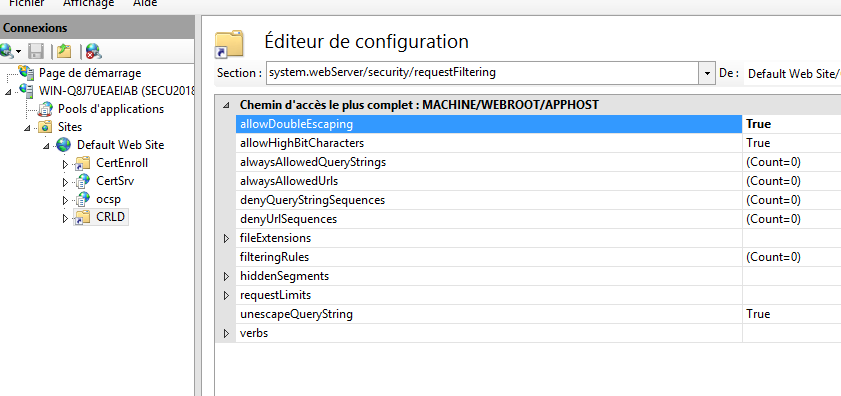 Fichier Affichage Aide
Connexions
Page de démarrage
WIN-Q8J7UEAEIAB (SECU2018
Pools d'applications
Sites
Default Web Site
CertEnroll
CertSrv
ocsp
CRLD
Éditeur de configuration
Section : system.webServer/security/requestFiltering De : Default Web Site/
Chemin d'accès le plus complet : MACHINE/WEBROOT/APPHOST
allowDoubleEscaping True
allowHighBitCharacters True
alwaysAllowedQueryStrings (Count=0)
alwaysAllowedUrls (Count=0)
denyQueryStringSequences (Count=0)
denyUrlSequences (Count=0)
fileExtensions
filteringRules (Count=0)
hiddenSegments
requestLimits
unescapeQueryString True
verbs